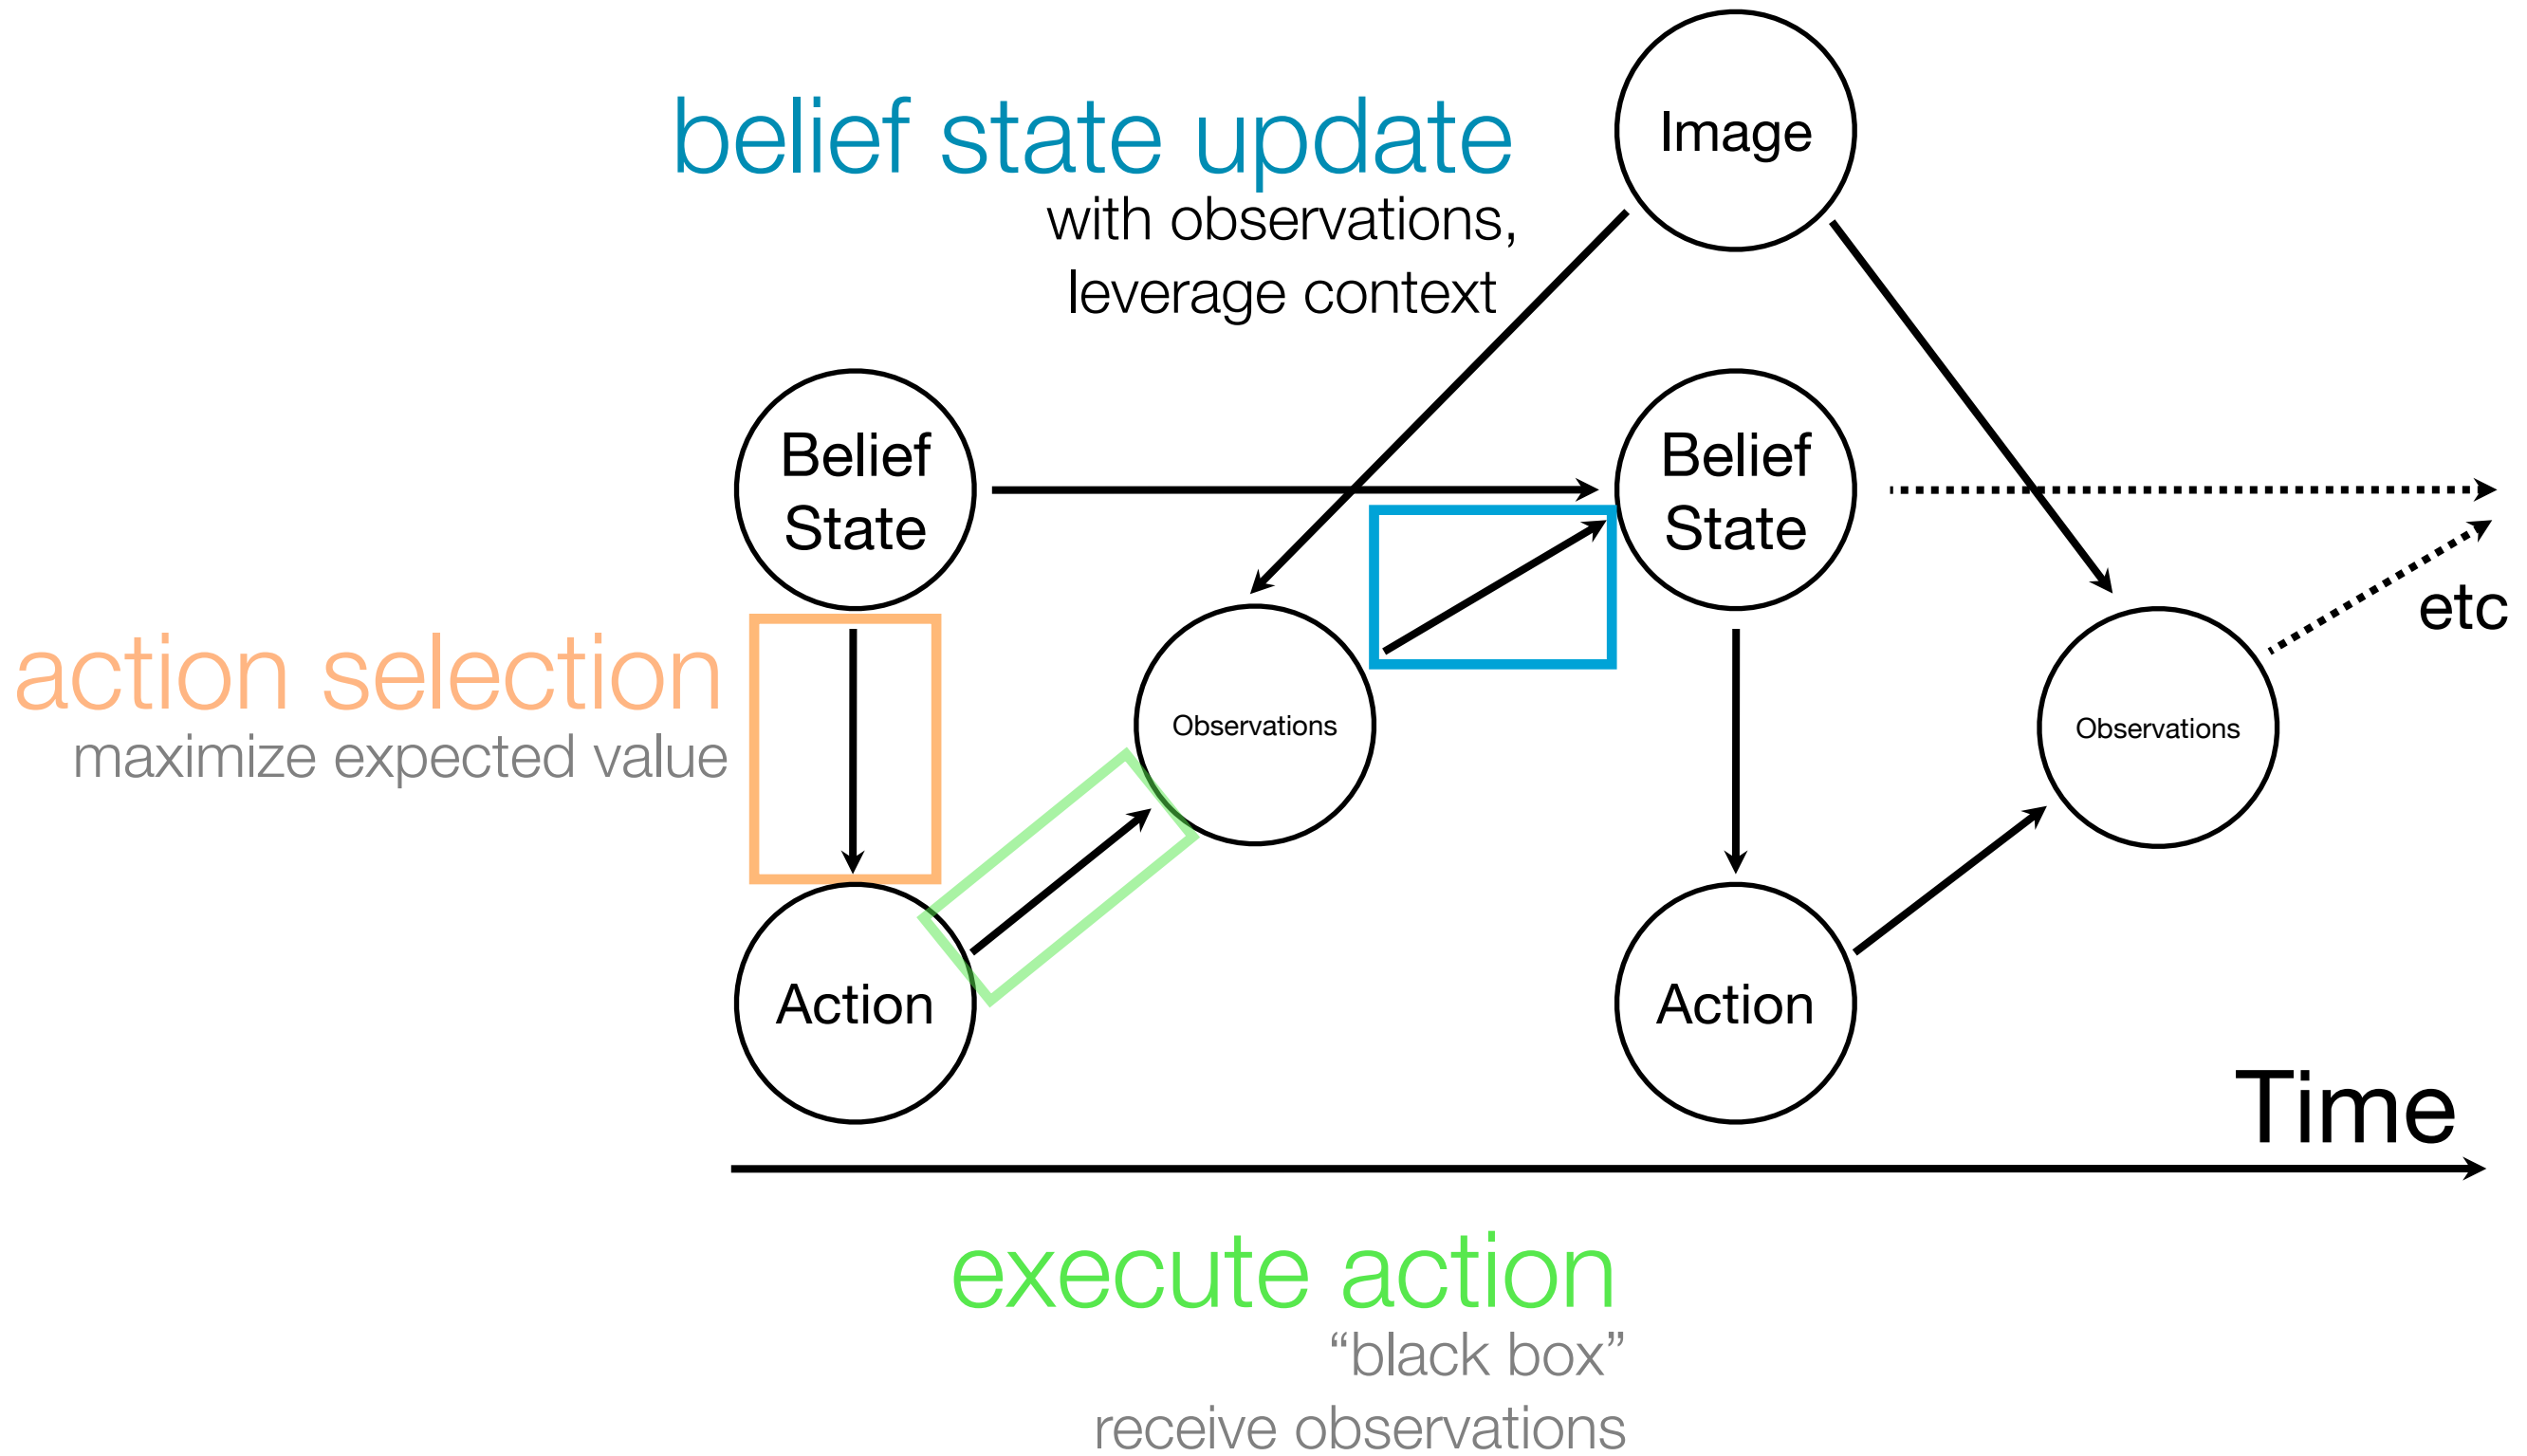 Image
belief state update
with observations,
leverage context
Belief
State
Belief
State
etc
action selection
maximize expected value
Observations
Observations
Action
Action
Time
execute action
“black box”
receive observations